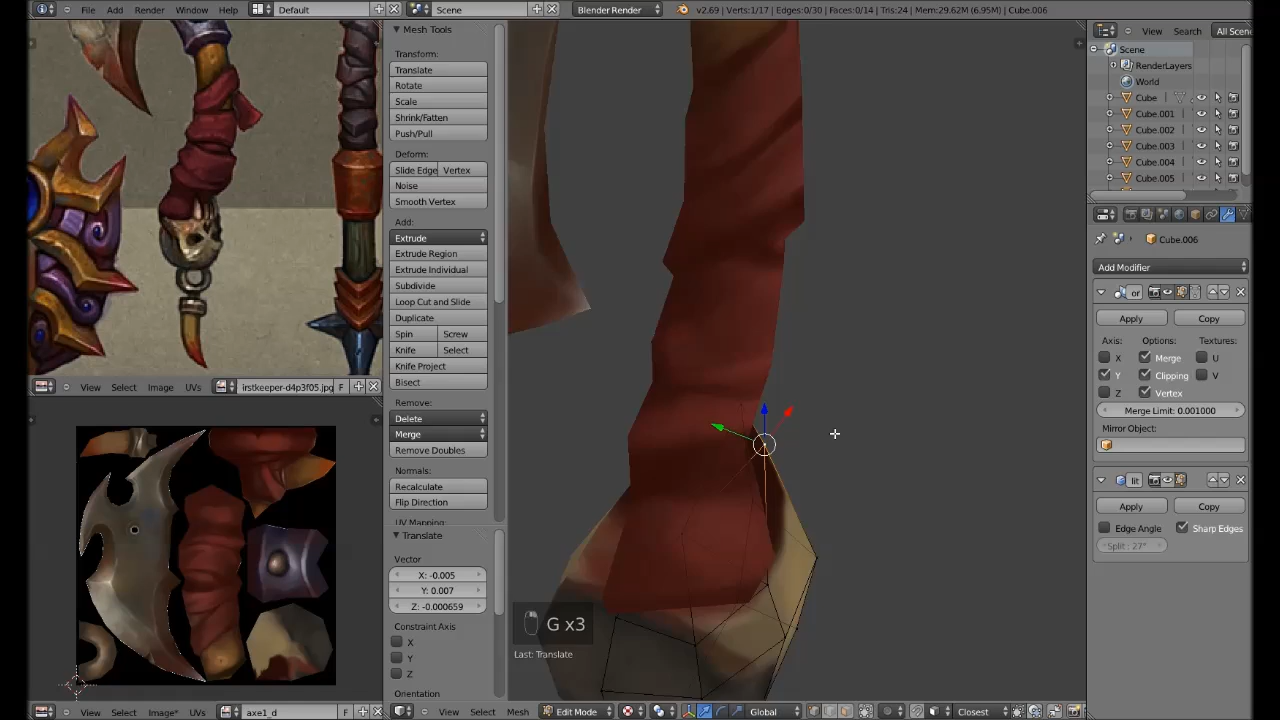 File Add Render Window Help Default Scene Blender Render v2.69 | Verts:1/17 | Edges:0/30 | Faces:0/14 | Tris:24 | Mem:29.62M (6.95M) | Cube.006
View Search All Scene
Scene
RenderLayers
World
Cube
Cube.001
Cube.002
Cube.003
Cube.004
Cube.005
Cube.006
Add Modifier
Apply Copy
Axis: Options: Textures:
X Merge U
Y Clipping V
Z Vertex
Merge Limit: 0.001000
Mirror Object:
Apply Copy
Edge Angle Sharp Edges
Split : 27°
Mesh Tools
Transform:
Translate
Rotate
Scale
Shrink/Fatten
Push/Pull
Deform:
Slide Edge Vertex
Noise
Smooth Vertex
Add:
Extrude
Extrude Region
Extrude Individual
Subdivide
Loop Cut and Slide
Duplicate
Spin Screw
Knife Select
Knife Project
Bisect
Remove:
Delete
Merge
Remove Doubles
Normals:
Recalculate
Flip Direction
UV Mapping:
Translate
Vector
X: -0.005
Y: 0.007
Z: -0.000659
Constraint Axis
X
Y
Z
Orientation
G x3
Last: Translate
View Select Image UVs irstkeeper-d4p3f05.jpg F
View Select Image* UVs axe1_d F
View Select Mesh Edit Mode Global Closest